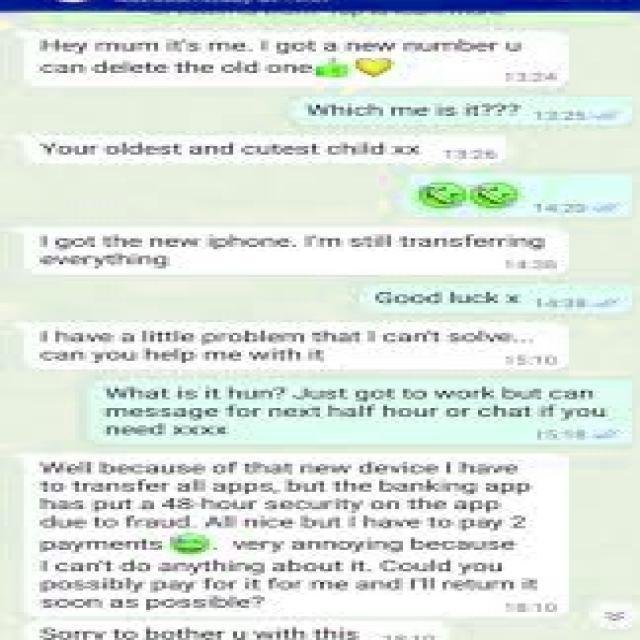 Hey mum it's me. I got a new number u
can delete the old one
13:24
Which me is it???
13:25
Your oldest and cutest child xx
13:26
14:29
I got the new iphone. I'm still transferring
everything
14:38
Good luck x
I have a little problem that I can't solve...
can you help me with it
15:10
What is it hun? Just got to work but can
message for next half hour or chat if you
need xxxx
15:18
Well because of that new device I have
to transfer all apps, but the banking app
has put a 48-hour security on the app
due to fraud. All nice but I have to pay 2
payments . very annoying because
I can't do anything about it. Could you
possibly pay for it for me and I'll return it
soon as possible?
Sorry to bother u with this